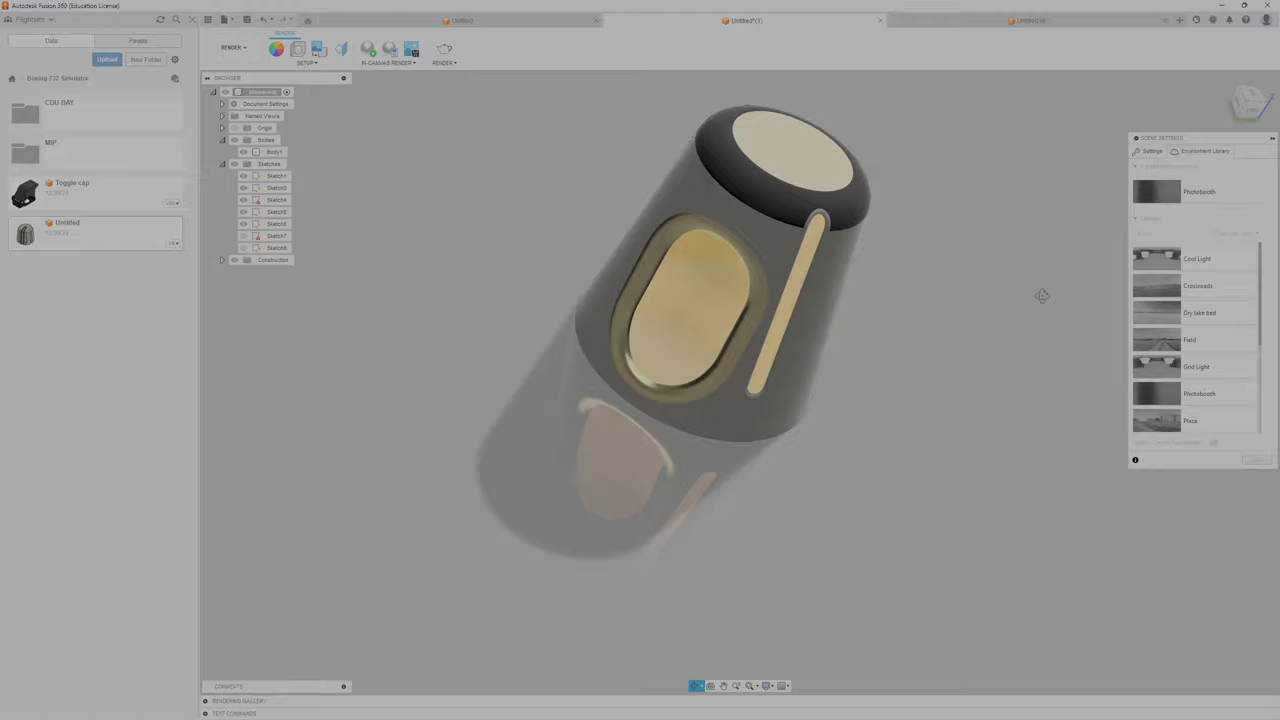 Autodesk Fusion 360 (Education License)
Flightsim
Untitled
Untitled*(1)
Data
People
RENDER
RENDER
SETUP
IN-CANVAS RENDER
RENDER
Upload
New Folder
Boeing 737 Simulator
BROWSER
CDU BAY
MIP
Toggle cap
Untitled
Document Settings
Named Views
Origin
Bodies
Body1
Sketches
Sketch1
Sketch3
Sketch4
Sketch5
Sketch6
Sketch7
Sketch8
Construction
SCENE SETTINGS
Settings
Environment Library
Photobooth
Cool Light
Crossroads
Dry lake bed
Field
Grid Light
Photobooth
Plaza
COMMENTS
RENDERING GALLERY
TEXT COMMANDS